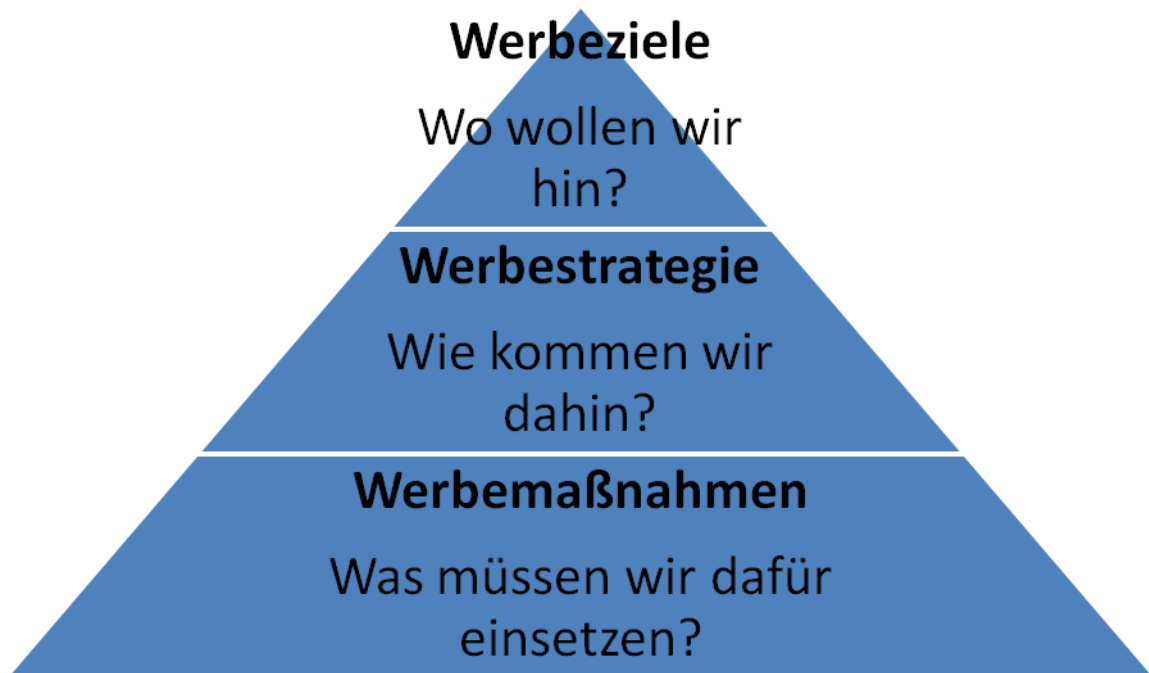 Werbeziele
Wo wollen wir
hin?
Werbestrategie
Wie kommen wir
dahin?
Werbemaßnahmen
Was müssen wir dafür
einsetzen?